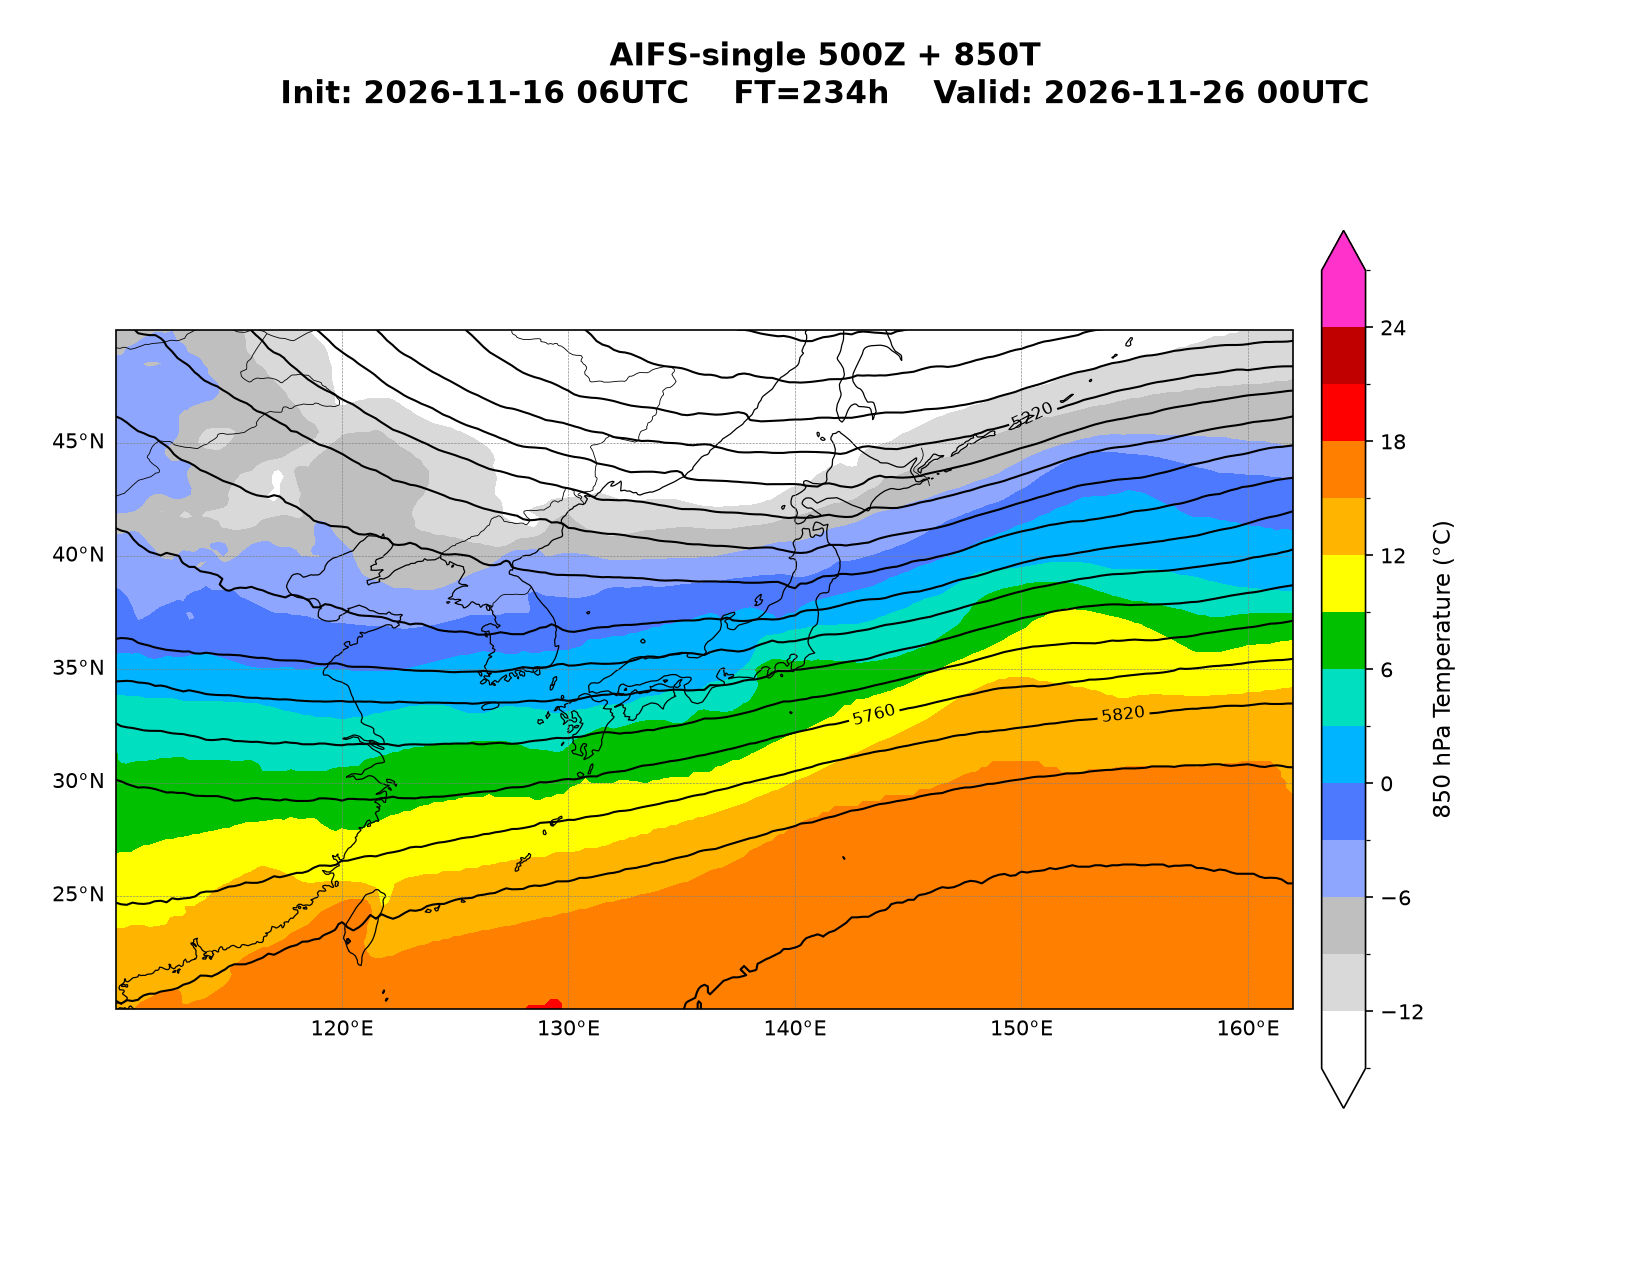 AIFS-single 500Z + 850T
Init: 2026-11-16 06UTC    FT=234h    Valid: 2026-11-26 00UTC
24
5220
45°N
18
40°N
12
35°N
6
5760
5820
30°N
0
25°N
−6
−12
850 hPa Temperature (°C)
120°E
130°E
140°E
150°E
160°E